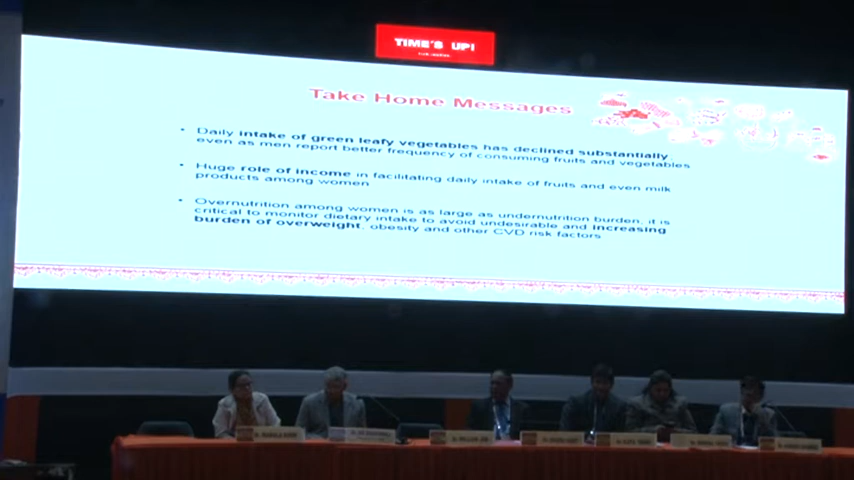 TIME'S UP!
Take Home Messages
• Daily intake of green leafy vegetables has declined substantially
even as men report better frequency of consuming fruits and vegetables
• Huge role of income in facilitating daily intake of fruits and even milk
products among women
• Overnutrition among women is as large as undernutrition burden, it is
critical to monitor dietary intake to avoid undesirable and increasing
burden of overweight, obesity and other CVD risk factors